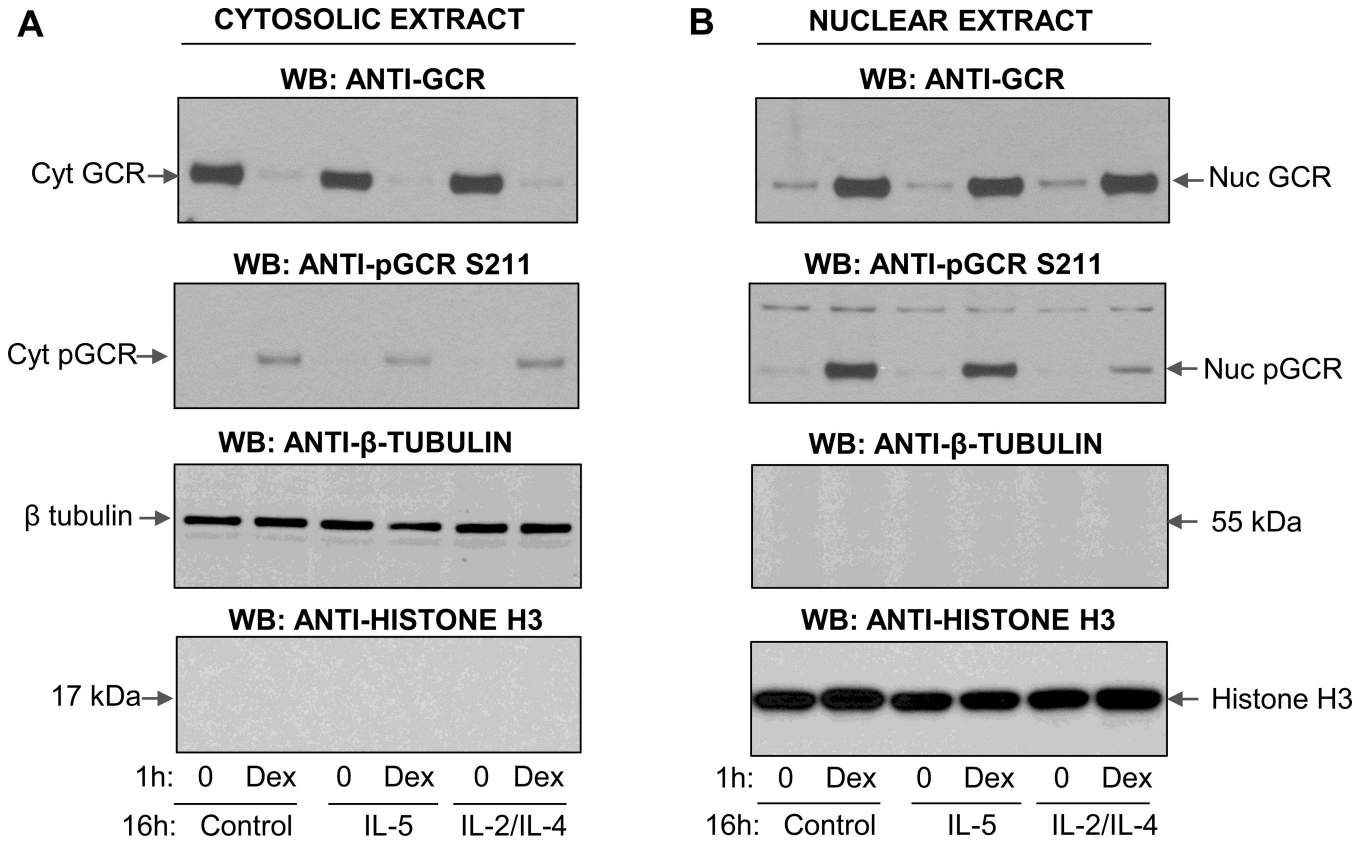 A
CYTOSOLIC EXTRACT
WB: ANTI-GCR
Cyt GCR
WB: ANTI-pGCR S211
Cyt pGCR
WB: ANTI-β-TUBULIN
β tubulin
WB: ANTI-HISTONE H3
17 kDa
1h: 0 Dex 0 Dex 0 Dex
16h: Control IL-5 IL-2/IL-4
B
NUCLEAR EXTRACT
WB: ANTI-GCR
Nuc GCR
WB: ANTI-pGCR S211
Nuc pGCR
WB: ANTI-β-TUBULIN
55 kDa
WB: ANTI-HISTONE H3
Histone H3
1h: 0 Dex 0 Dex 0 Dex
16h: Control IL-5 IL-2/IL-4